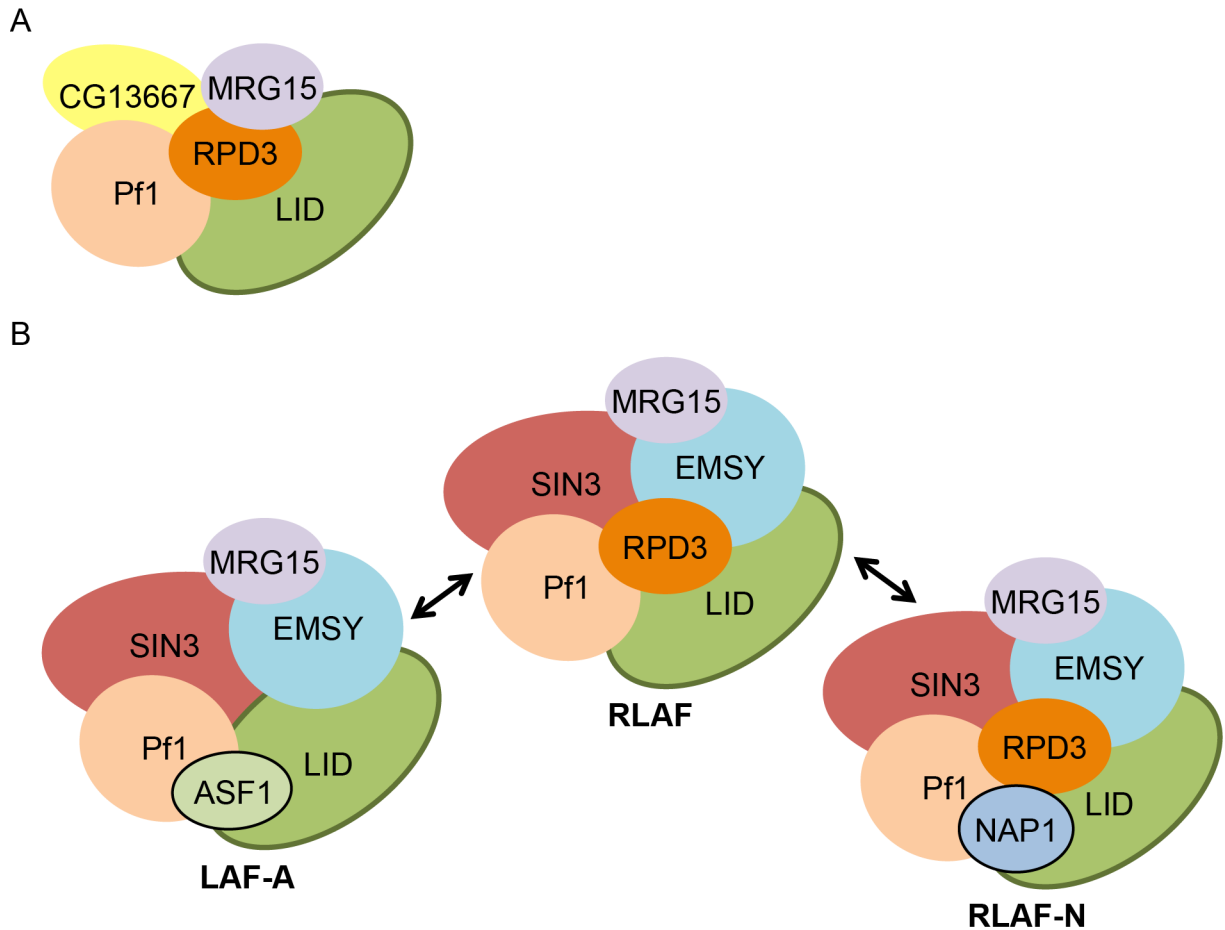 A
CG13667
MRG15
RPD3
Pf1
LID
B
MRG15
EMSY
SIN3
RPD3
Pf1
LID
RLAF
MRG15
EMSY
SIN3
Pf1
LID
ASF1
LAF-A
MRG15
EMSY
SIN3
RPD3
Pf1
LID
NAP1
RLAF-N